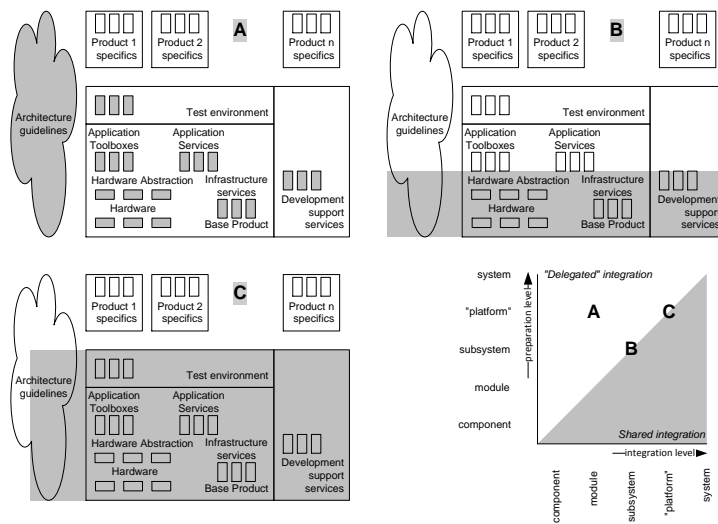 Product 1
specifics
Product 2
specifics
A
Product n
specifics
Architecture
guidelines
Test environment
Application
Toolboxes
Application
Services
Hardware Abstraction
Infrastructure
services
Hardware
Base Product
Development
support
services
Product 1
specifics
Product 2
specifics
B
Product n
specifics
Architecture
guidelines
Test environment
Application
Toolboxes
Application
Services
Hardware Abstraction
Infrastructure
services
Hardware
Base Product
Development
support
services
Product 1
specifics
Product 2
specifics
C
Product n
specifics
Architecture
guidelines
Test environment
Application
Toolboxes
Application
Services
Hardware Abstraction
Infrastructure
services
Hardware
Base Product
Development
support
services
system
"platform"
subsystem
module
component
preparation level
"Delegated" integration
A
C
B
Shared integration
integration level
component
module
subsystem
"platform"
system